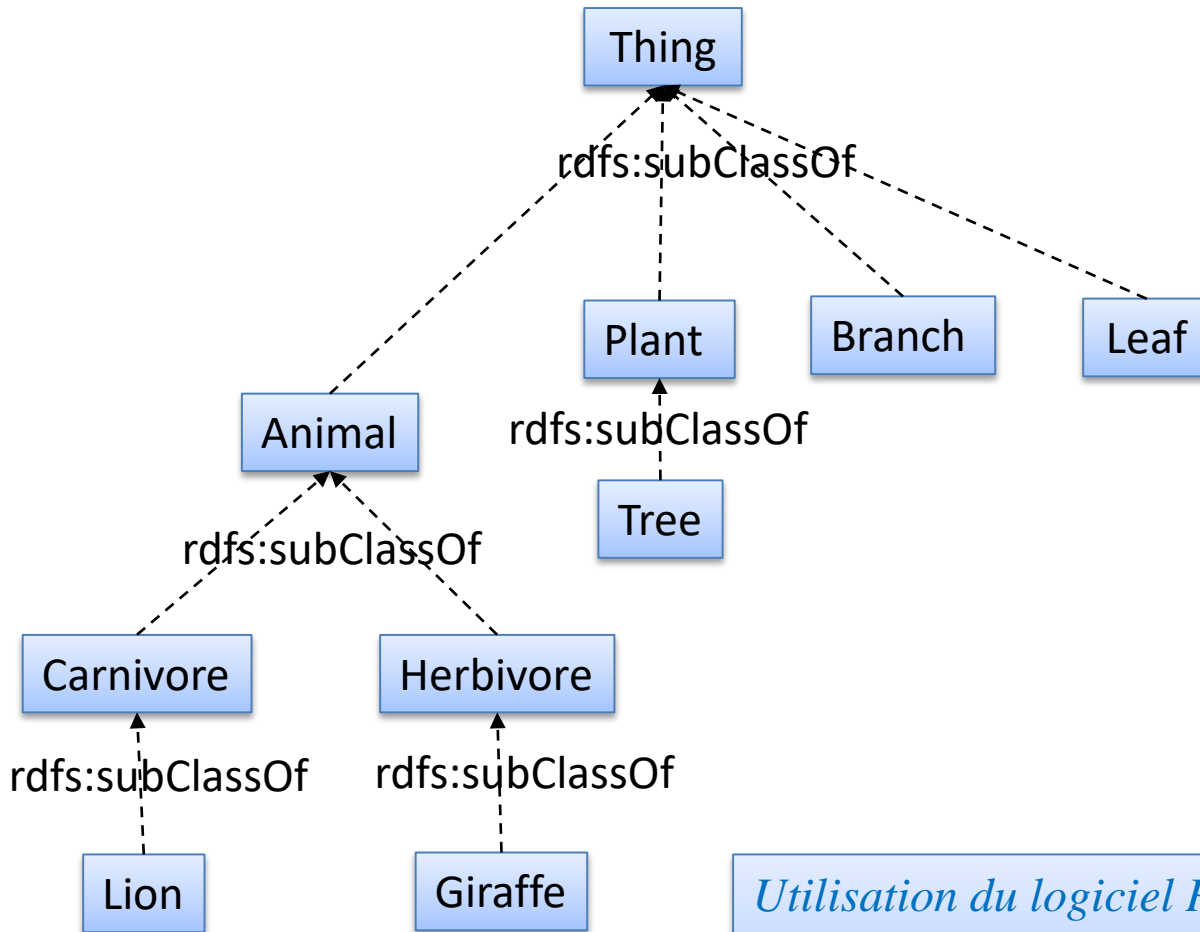 Thing
rdfs:subClassOf
Plant
Branch
Leaf
Animal
rdfs:subClassOf
Tree
rdfs:subClassOf
Carnivore
Herbivore
rdfs:subClassOf
rdfs:subClassOf
Lion
Giraffe
Utilisation du logiciel